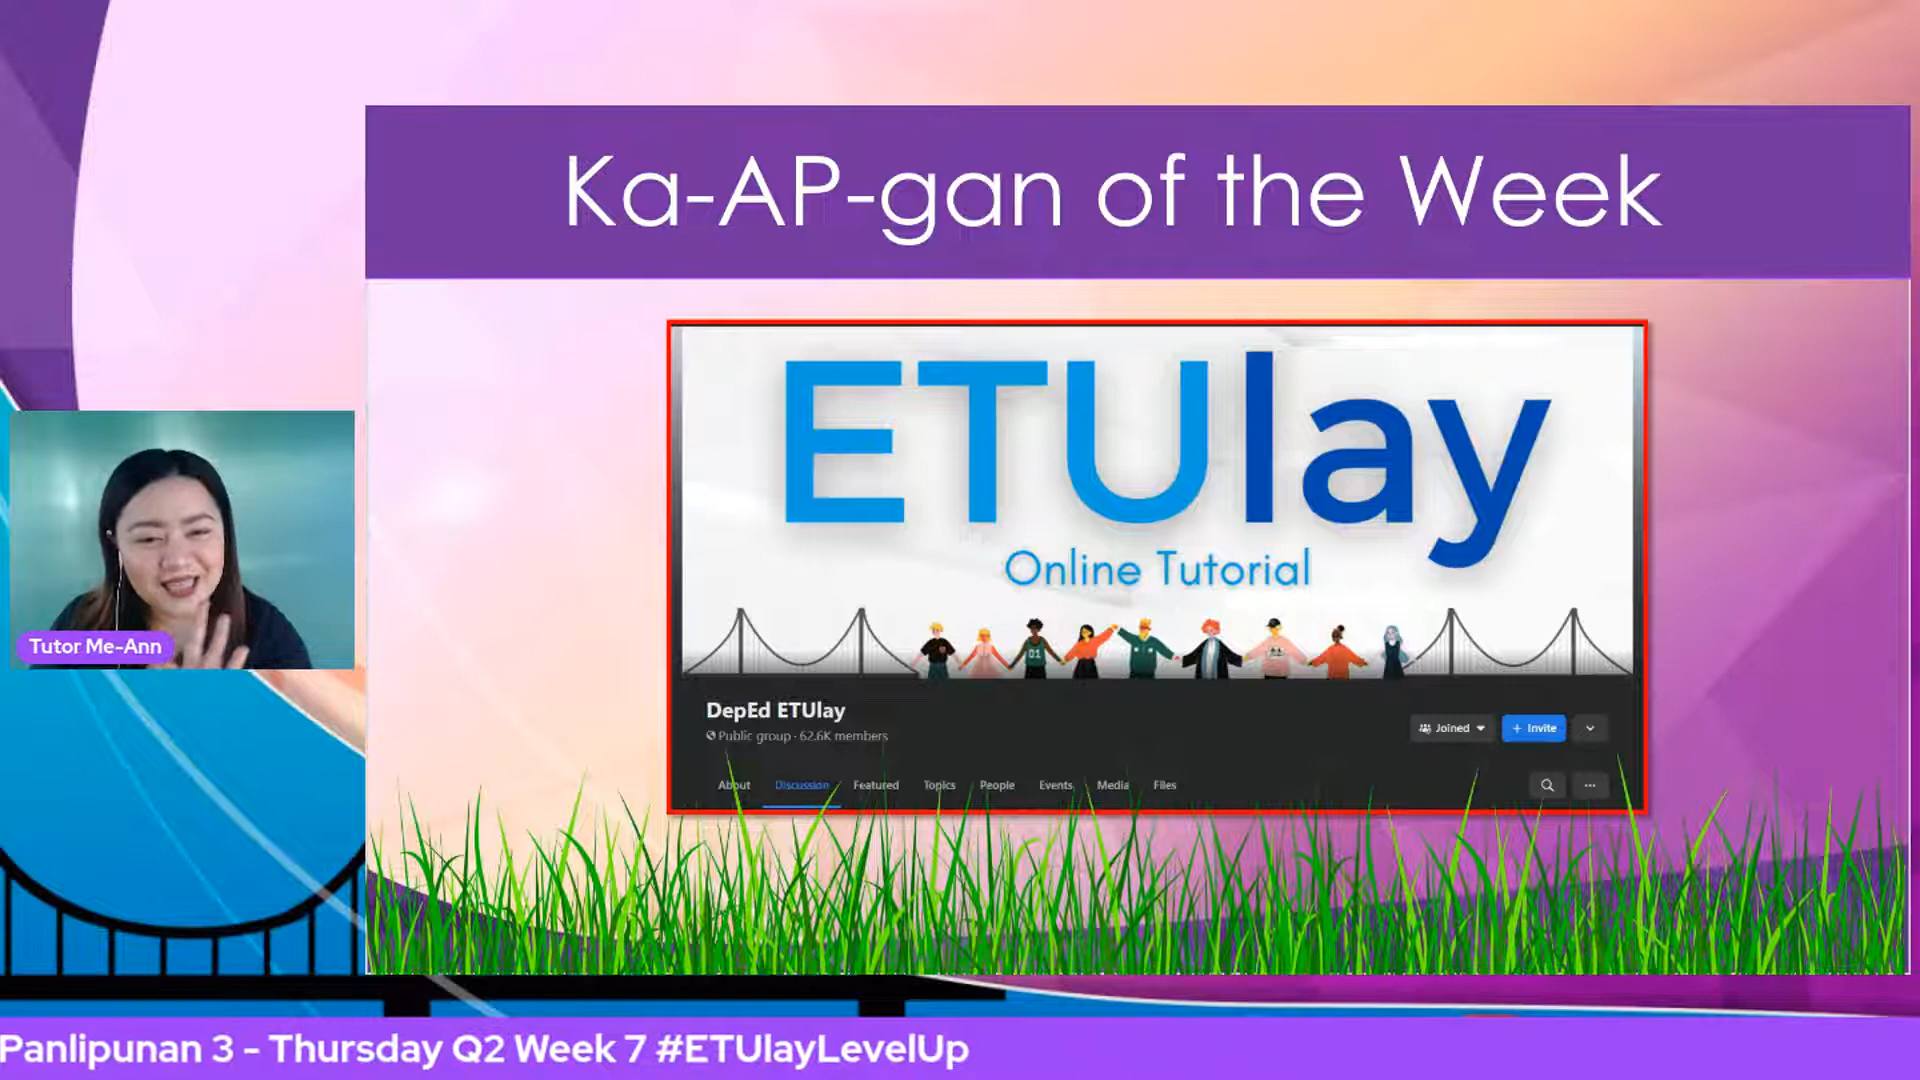 Ka-AP-gan of the Week
ETUlay
Online Tutorial
Tutor Me-Ann
01
DepEd ETUlay
Public group · 62.6K members
Joined
+ Invite
About Discussion Featured Topics People Events Media Files
...
Panlipunan 3 - Thursday Q2 Week 7 #ETUlayLevelUp